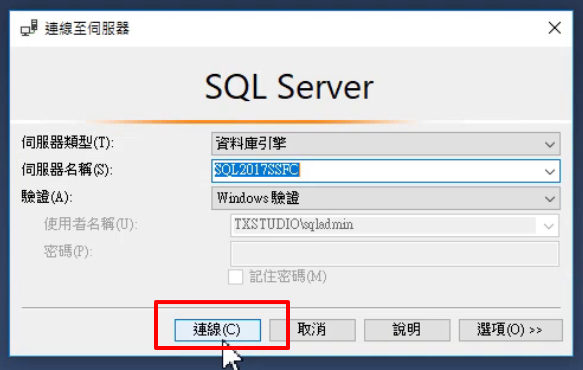 連線至伺服器
SQL Server
伺服器類型(T): 資料庫引擎
伺服器名稱(S): SQL2017SSFC
驗證(A): Windows 驗證
使用者名稱(U): TXSTUDIO\sqladmin
密碼(P):
記住密碼(M)
連線(C) 取消 說明 選項(O) >>